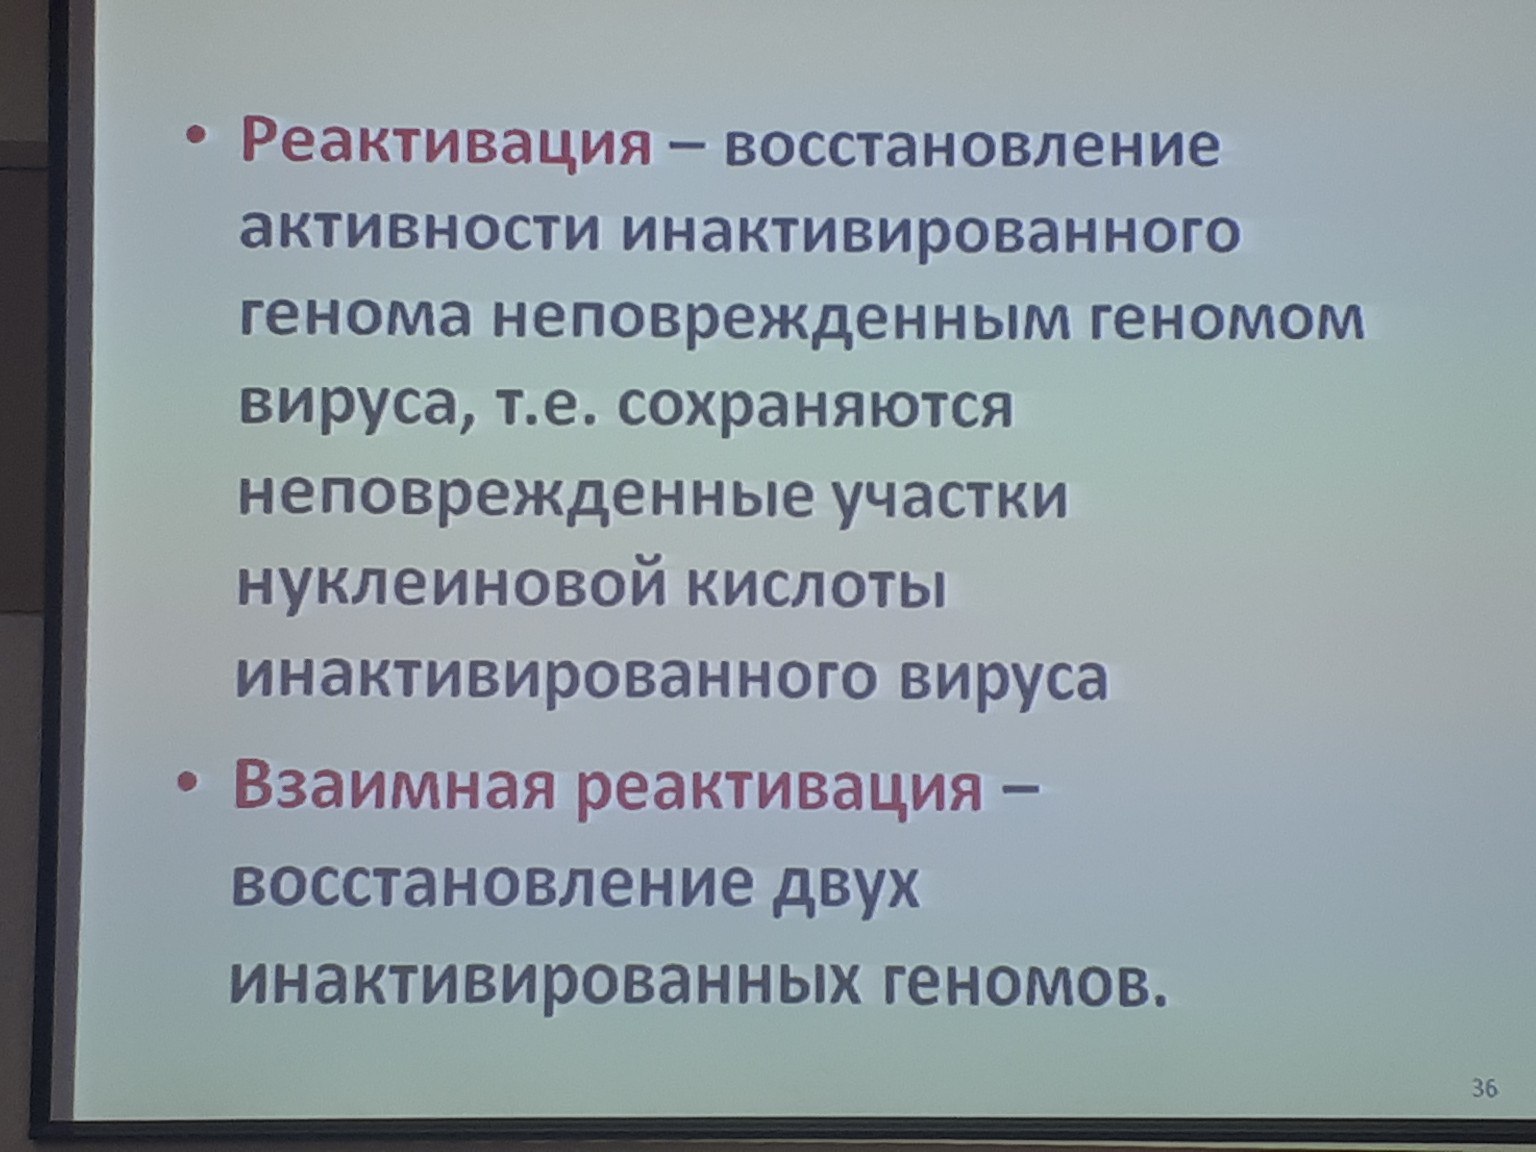 • Реактивация – восстановление
активности инактивированного
генома неповрежденным геномом
вируса, т.е. сохраняются
неповрежденные участки
нуклеиновой кислоты
инактивированного вируса
• Взаимная реактивация –
восстановление двух
инактивированных геномов.
36